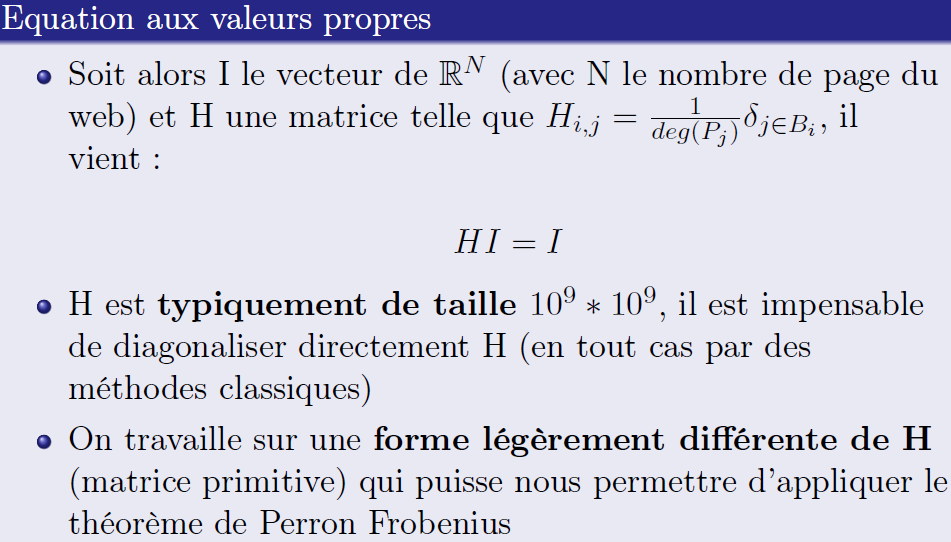 Equation aux valeurs propres
Soit alors I le vecteur de ℝ^N (avec N le nombre de page du
web) et H une matrice telle que H_{i,j} = \frac{1}{deg(P_j)} δ_{j∈B_i}, il
vient :
HI = I
H est typiquement de taille 10^9 ∗ 10^9, il est impensable
de diagonaliser directement H (en tout cas par des
méthodes classiques)
On travaille sur une forme légèrement différente de H
(matrice primitive) qui puisse nous permettre d'appliquer le
théorème de Perron Frobenius